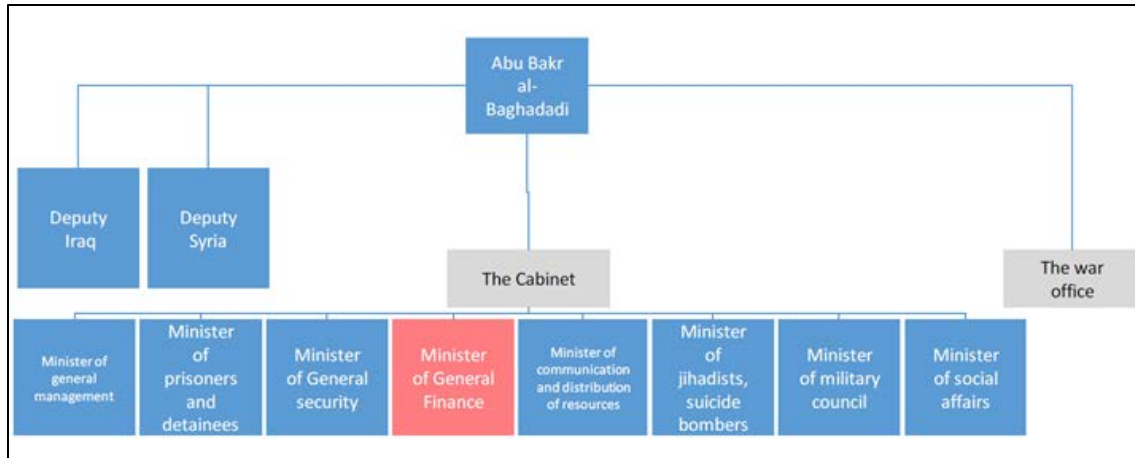 Abu Bakr
al-
Baghadadi
Deputy
Iraq
Deputy
Syria
The Cabinet
The war
office
Minister of
general
management
Minister
of
prisoners
and
detainees
Minister
of General
security
Minister
of General
Finance
Minister of
communication
and distribution
of resources
Minister
of
jihadists,
suicide
bombers
Minister
of military
council
Minister
of social
affairs